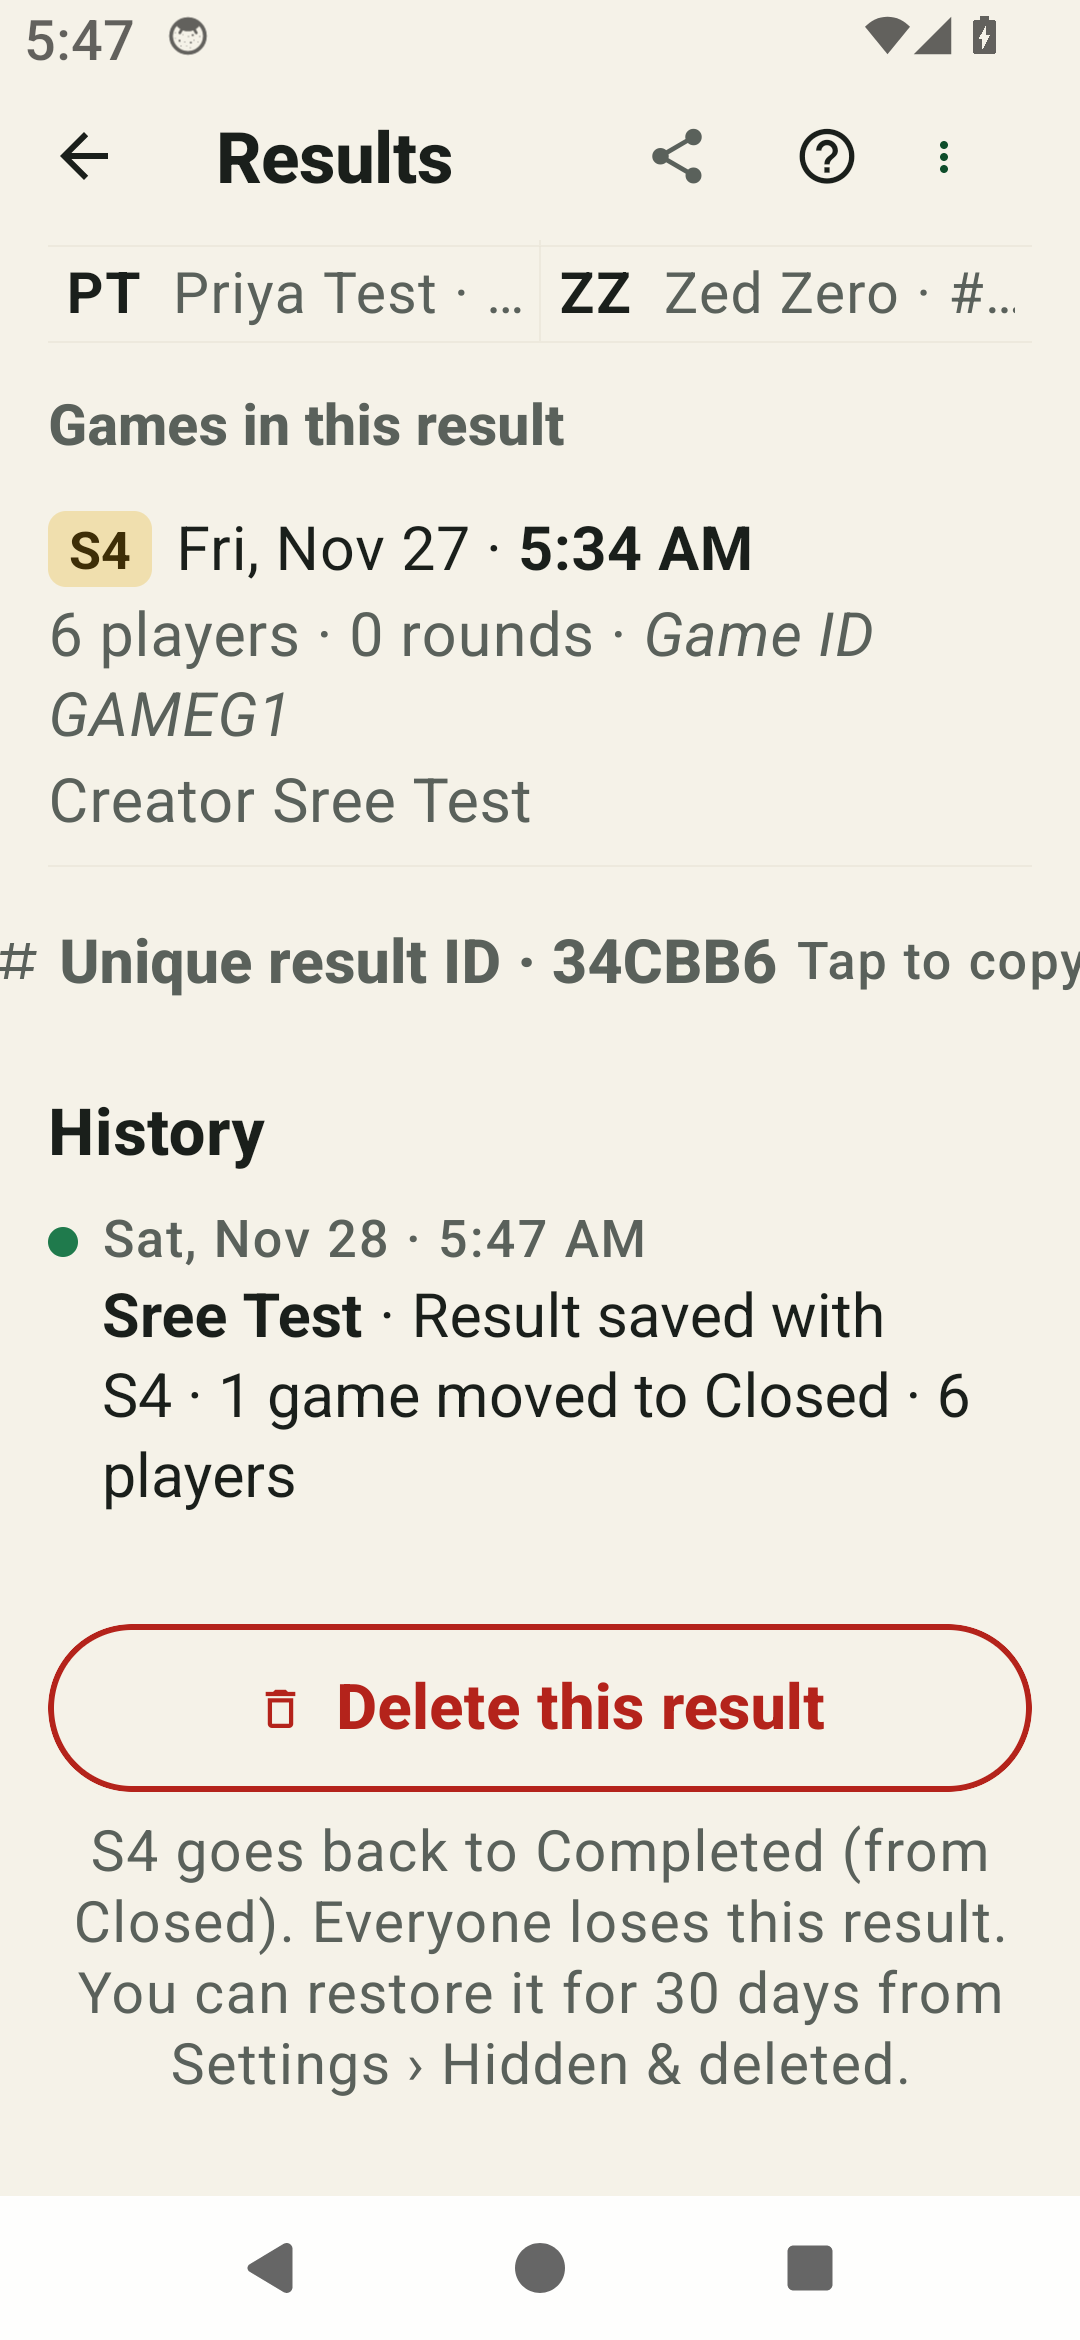 5:47
Results
PT Priya Test · …
ZZ Zed Zero · #…
Games in this result
S4 Fri, Nov 27 · 5:34 AM
6 players · 0 rounds · Game ID
GAMEG1
Creator Sree Test
# Unique result ID · 34CBB6 Tap to copy
History
Sat, Nov 28 · 5:47 AM
Sree Test · Result saved with
S4 · 1 game moved to Closed · 6
players
Delete this result
S4 goes back to Completed (from
Closed). Everyone loses this result.
You can restore it for 30 days from
Settings › Hidden & deleted.